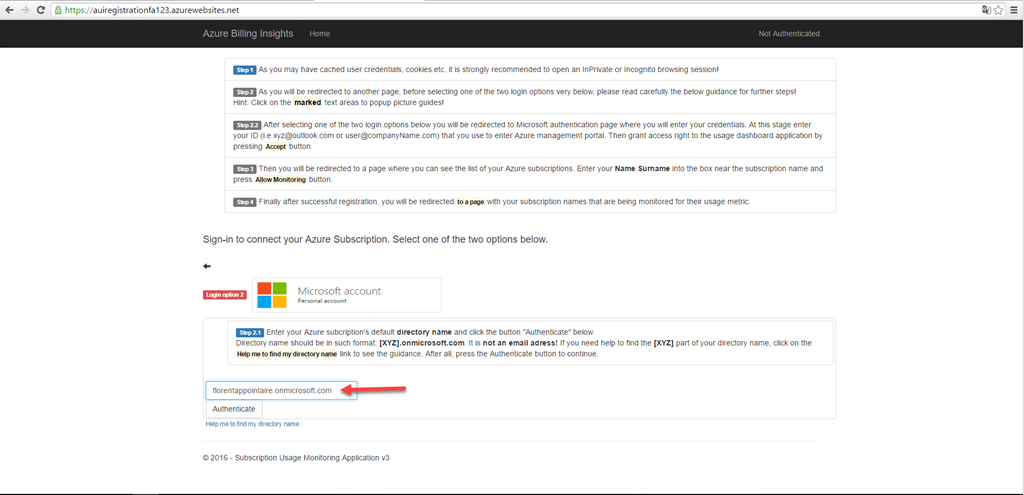 https://auiregistrationfa123.azurewebsites.net
Azure Billing Insights Home Not Authenticated
Step 1 As you may have cached user credentials, cookies etc. it is strongly recommended to open an InPrivate or Incognito browsing session!
Step 2 As you will be redirected to another page, before selecting one of the two login options very below, please read carefully the below guidance for further steps!
Hint: Click on the marked text areas to popup picture guides!
Step 2.2 After selecting one of the two login options below you will be redirected to Microsoft authentication page where you will enter your credentials. At this stage enter
your ID (i.e xyz@outlook.com or user@companyName.com) that you use to enter Azure management portal. Then grant access right to the usage dashboard application by
pressing Accept button.
Step 3 Then you will be redirected to a page where you can see the list of your Azure subscriptions. Enter your Name Surname into the box near the subscription name and
press Allow Monitoring button.
Step 4 Finally after successful registration, you will be redirected to a page with your subscription names that are being monitored for their usage metric.
Sign-in to connect your Azure Subscription. Select one of the two options below.
Login option 2 Microsoft account
Personal account
Step 2.1 Enter your Azure subcription's default directory name and click the button "Authenticate" below.
Directory name should be in such format: [XYZ].onmicrosoft.com. It is not an email adress! If you need help to find the [XYZ] part of your directory name, click on the
Help me to find my directory name link to see the guidance. After all, press the Authenticate button to continue.
florentappointaire.onmicrosoft.com
Authenticate
Help me to find my directory name
© 2016 - Subscription Usage Monitoring Application v3